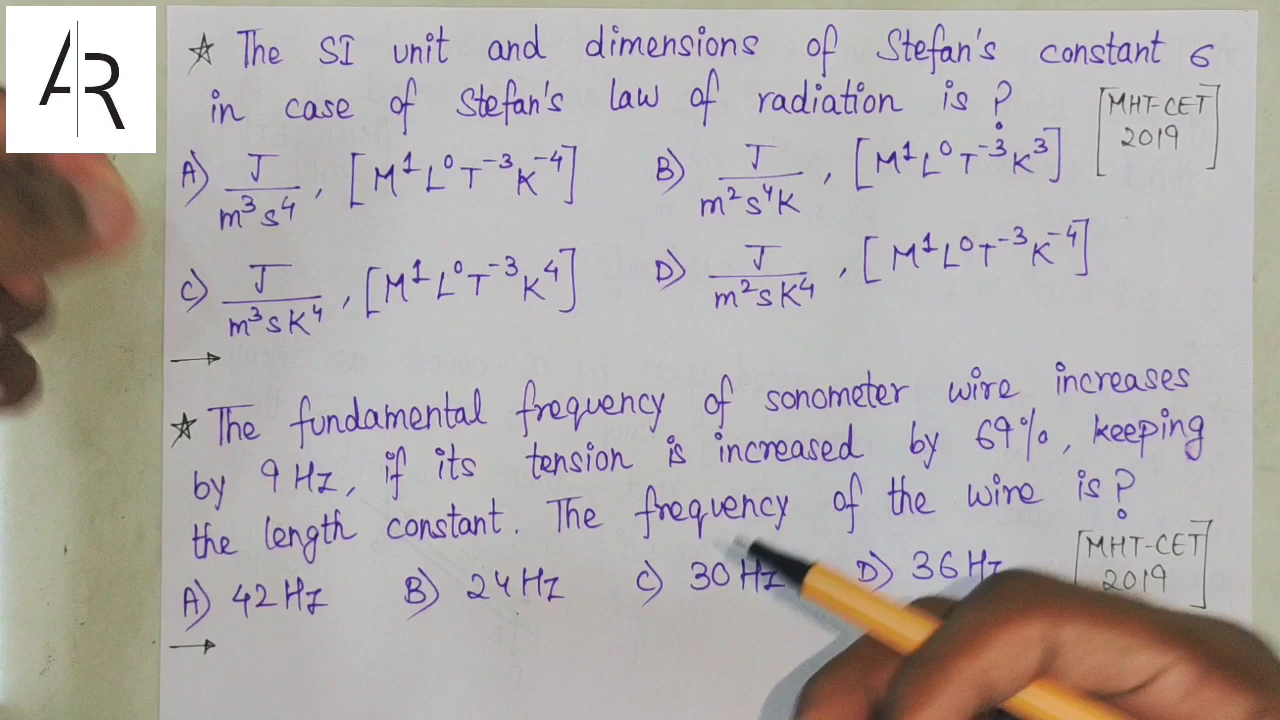 AR
☆ The SI unit and dimensions of Stefan's constant 6
in case of Stefan's law of radiation is ?
[MHT-CET
2019]
A) J/m³s⁴, [M¹L⁰T⁻³K⁻⁴]
B) J/m²s⁴K, [M¹L⁰T⁻³K³]
C) J/m³sK⁴, [M¹L⁰T⁻³K⁴]
D) J/m²sK⁴, [M¹L⁰T⁻³K⁻⁴]
→
☆ The fundamental frequency of sonometer wire increases
by 9 Hz, if its tension is increased by 69%, keeping
the length constant. The frequency of the wire is ?
[MHT-CET
2019]
A) 42 Hz B) 24 Hz C) 30 Hz D) 36 Hz
→